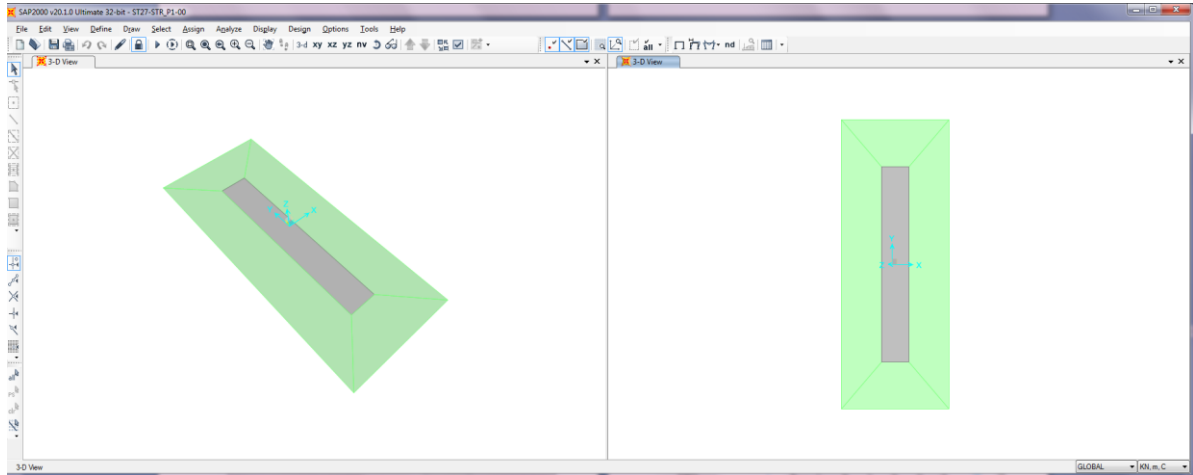 SAP2000 v20.1.0 Ultimate 32-bit - ST27-STR_P1-00
File Edit View Define Draw Select Assign Analyze Display Design Options Tools Help
3-d xy xz yz nv all nd
3-D View
3-D View
Z X
Y
Z X
3-D View GLOBAL KN, m, C